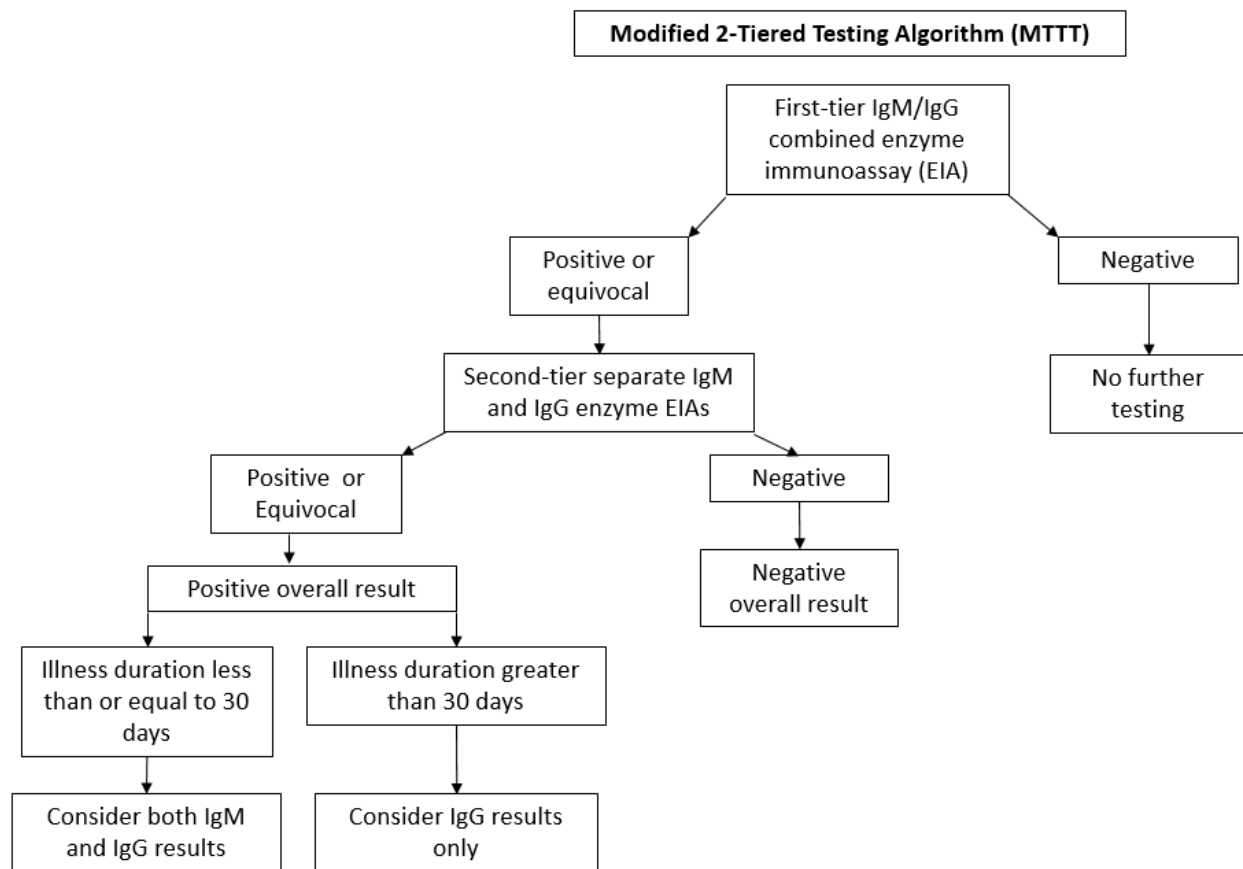 Modified 2-Tiered Testing Algorithm (MTTT)
First-tier IgM/IgG
combined enzyme
immunoassay (EIA)
Positive or
equivocal
Negative
Second-tier separate IgM
and IgG enzyme EIAs
No further
testing
Positive or
Equivocal
Negative
Positive overall result
Negative
overall result
Illness duration less
than or equal to 30
days
Illness duration greater
than 30 days
Consider both IgM
and IgG results
Consider IgG results
only